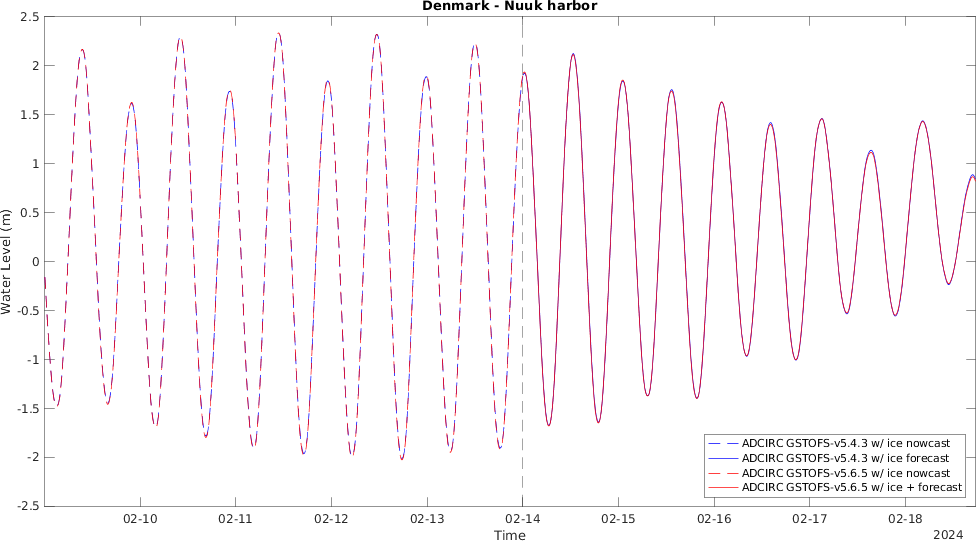 Denmark - Nuuk harbor
2.5
2
1.5
1
0.5
0
-0.5
-1
-1.5
-2
-2.5
Water Level (m)
ADCIRC GSTOFS-v5.4.3 w/ ice nowcast
ADCIRC GSTOFS-v5.4.3 w/ ice forecast
ADCIRC GSTOFS-v5.6.5 w/ ice nowcast
ADCIRC GSTOFS-v5.6.5 w/ ice + forecast
02-10 02-11 02-12 02-13 02-14 02-15 02-16 02-17 02-18
Time
2024